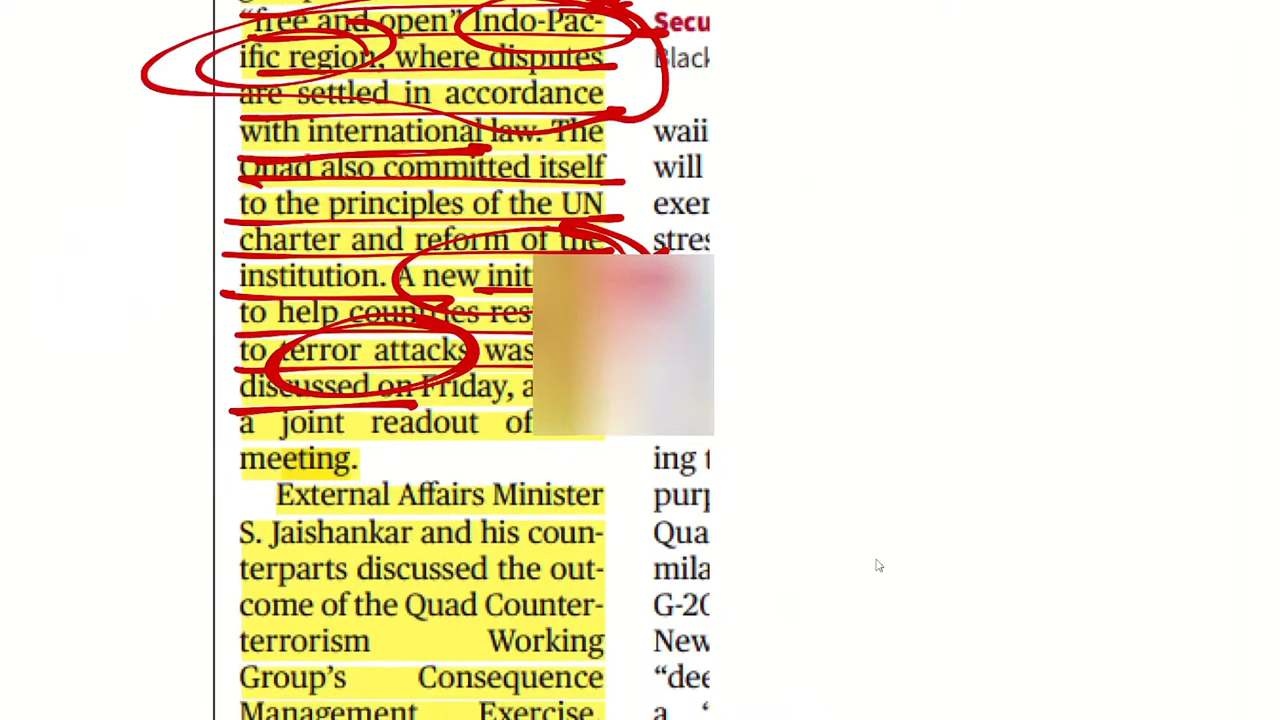 “free and open” Indo-Pac-
ific region, where disputes
are settled in accordance
with international law. The
Quad also committed itself
to the principles of the UN
charter and reform of the
institution. A new init
to help countries res
to terror attacks was
discussed on Friday, a
a joint readout of
meeting.
External Affairs Minister
S. Jaishankar and his coun-
terparts discussed the out-
come of the Quad Counter-
terrorism Working
Group’s Consequence
Management Exercise,
Secu
Black
waii
will
exer
stres
ing t
purp
Qua
mila
G-20
New
“dee
a “